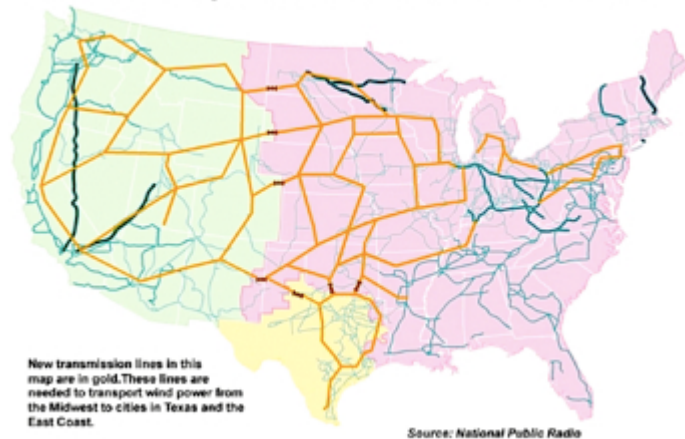 New transmission lines in this
map are in gold.These lines are
needed to transport wind power from
the Midwest to cities in Texas and the
East Coast.
Source: National Public Radio